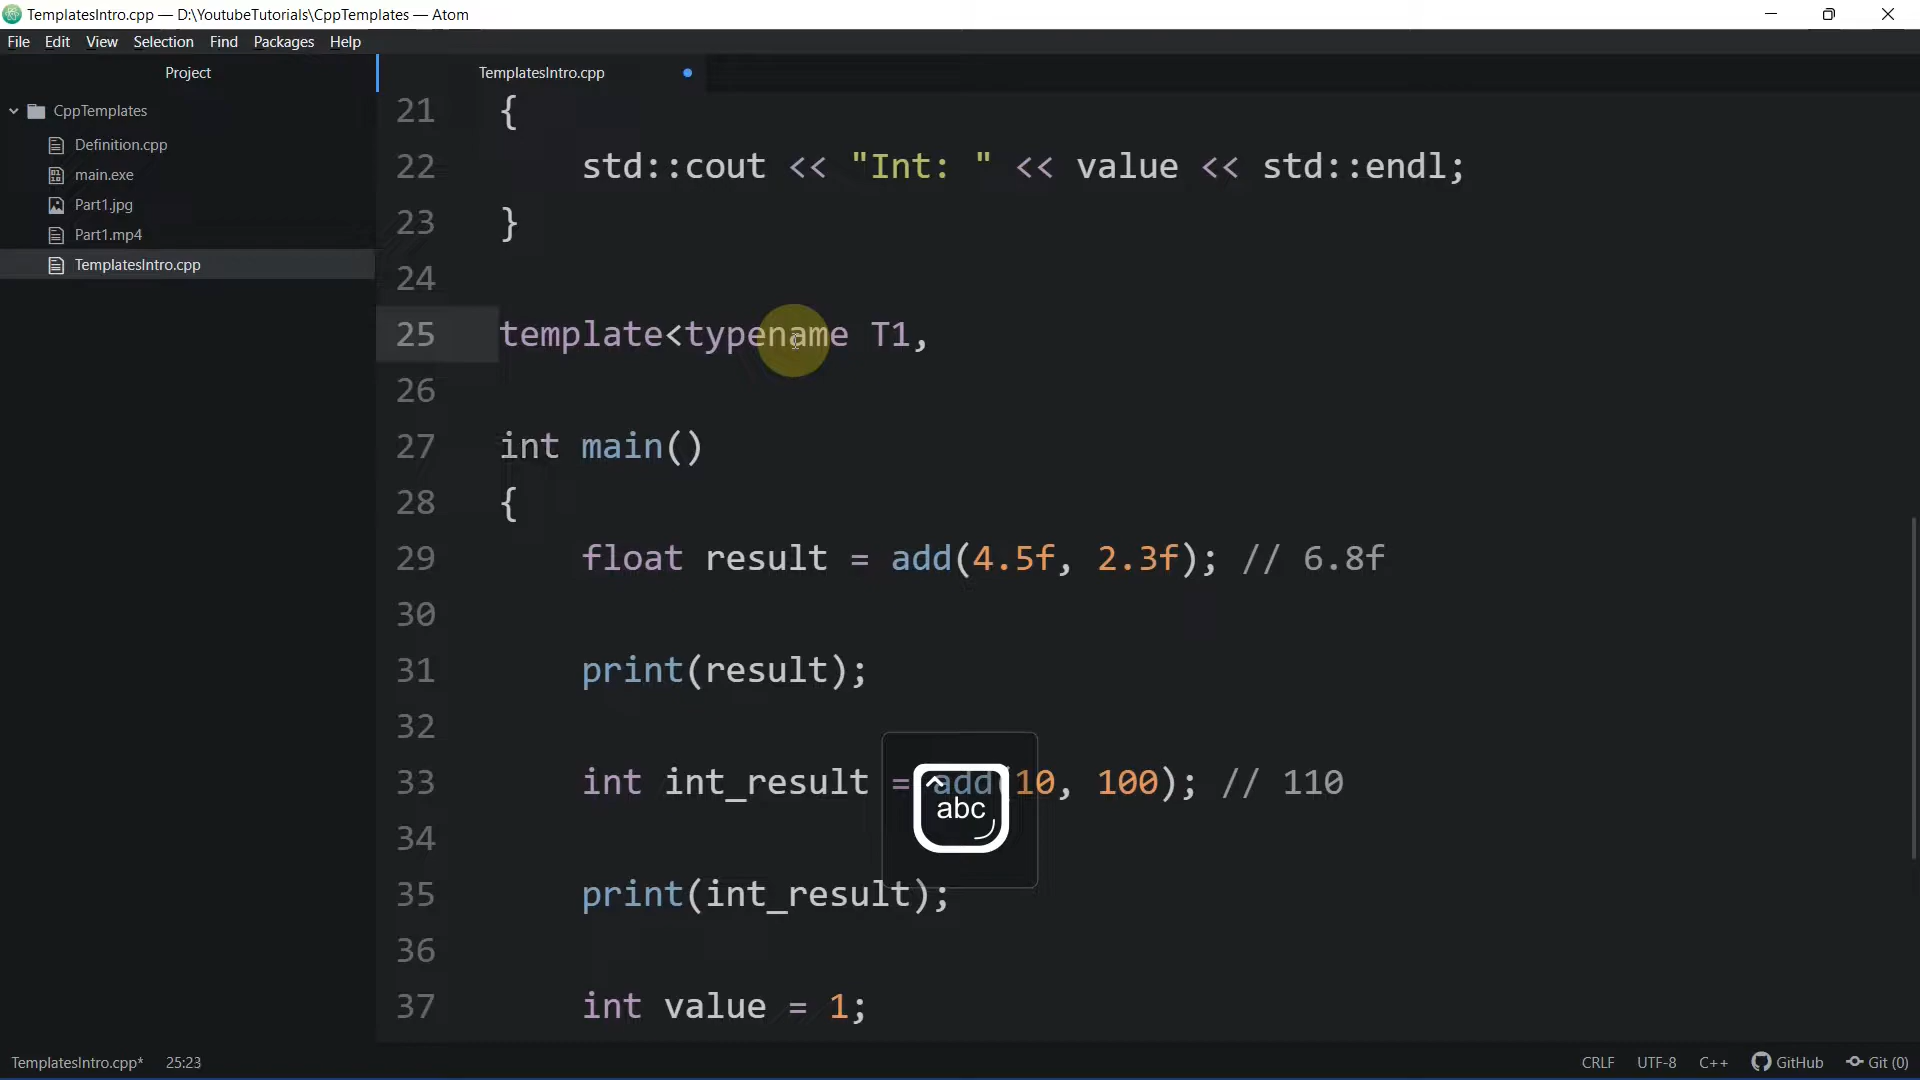 TemplatesIntro.cpp — D:\YoutubeTutorials\CppTemplates — Atom
File Edit View Selection Find Packages Help
Project
TemplatesIntro.cpp
CppTemplates
Definition.cpp
main.exe
Part1.jpg
Part1.mp4
TemplatesIntro.cpp
21 {
22 std::cout << "Int: " << value << std::endl;
23 }
24
25 template<typename T1,
26
27 int main()
28 {
29 float result = add(4.5f, 2.3f); // 6.8f
30
31 print(result);
32
33 int int_result = add(10, 100); // 110
34
35 print(int_result);
36
37 int value = 1;
abc
TemplatesIntro.cpp* 25:23
CRLF UTF-8 C++ GitHub Git (0)